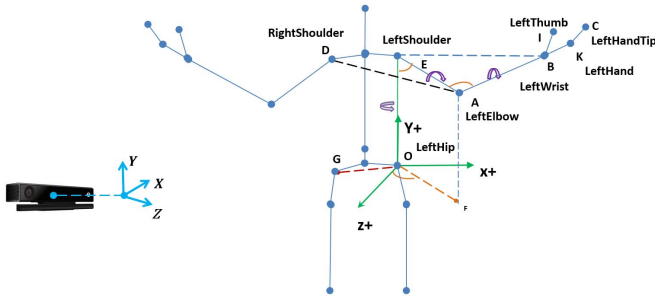 LeftThumb
C
RightShoulder
LeftShoulder
I
LeftHandTip
D
E
B
K
LeftHand
LeftWrist
A
LeftElbow
Y+
O
LeftHip
G
x+
Y
X
Z
F
z+